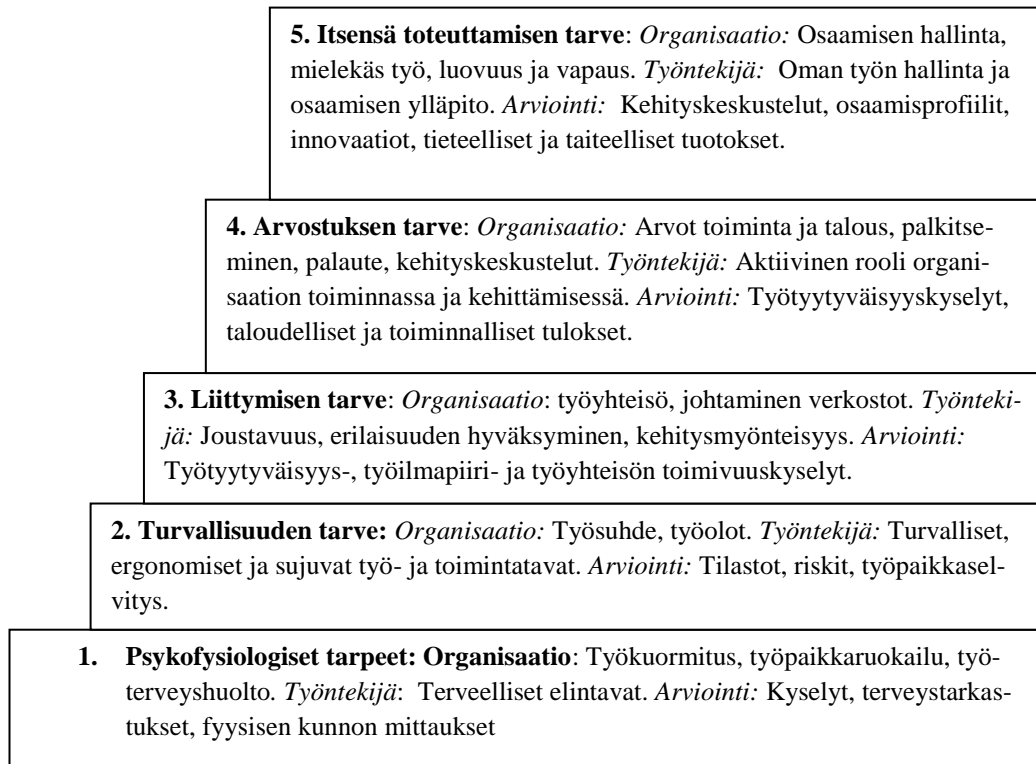 5. Itsensä toteuttamisen tarve: Organisaatio: Osaamisen hallinta,
mielekäs työ, luovuus ja vapaus. Työntekijä: Oman työn hallinta ja
osaamisen ylläpito. Arviointi: Kehityskeskustelut, osaamisprofiilit,
innovaatiot, tieteelliset ja taiteelliset tuotokset.
4. Arvostuksen tarve: Organisaatio: Arvot toiminta ja talous, palkitse-
minen, palaute, kehityskeskustelut. Työntekijä: Aktiivinen rooli organi-
saation toiminnassa ja kehittämisessä. Arviointi: Työtyytyväisyyskyselyt,
taloudelliset ja toiminnalliset tulokset.
3. Liittymisen tarve: Organisaatio: työyhteisö, johtaminen verkostot. Työnteki-
jä: Joustavuus, erilaisuuden hyväksyminen, kehitysmyönteisyys. Arviointi:
Työtyytyväisyys-, työilmapiiri- ja työyhteisön toimivuuskyselyt.
2. Turvallisuuden tarve: Organisaatio: Työsuhde, työolot. Työntekijä: Turvalliset,
ergonomiset ja sujuvat työ- ja toimintatavat. Arviointi: Tilastot, riskit, työpaikkasel-
vitys.
1. Psykofysiologiset tarpeet: Organisaatio: Työkuormitus, työpaikkaruokailu, työ-
terveyshuolto. Työntekijä: Terveelliset elintavat. Arviointi: Kyselyt, terveystarkas-
tukset, fyysisen kunnon mittaukset